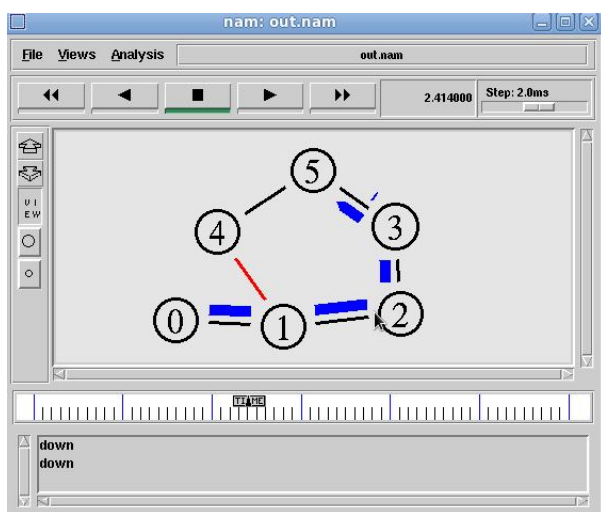 nam: out.nam
File Views Analysis out.nam
2.414000 Step: 2.0ms
VI
EW
5
4
3
0
1
2
TIME
down
down